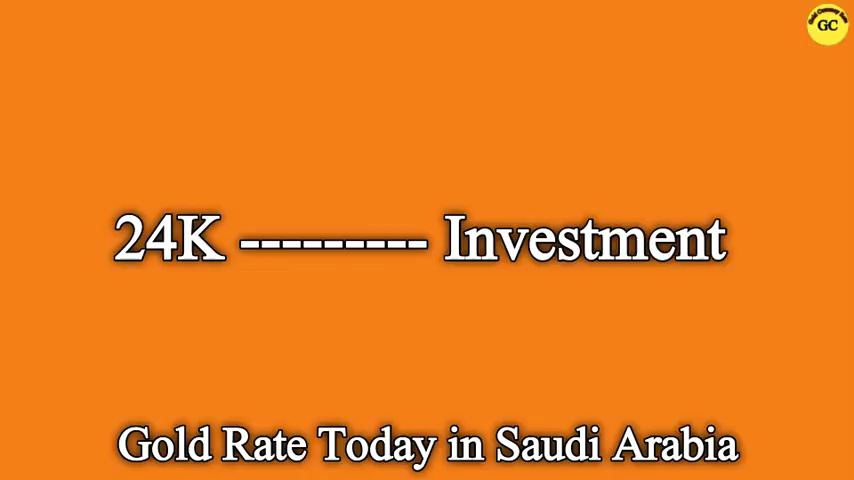 GC
24K --------- Investment
Gold Rate Today in Saudi Arabia